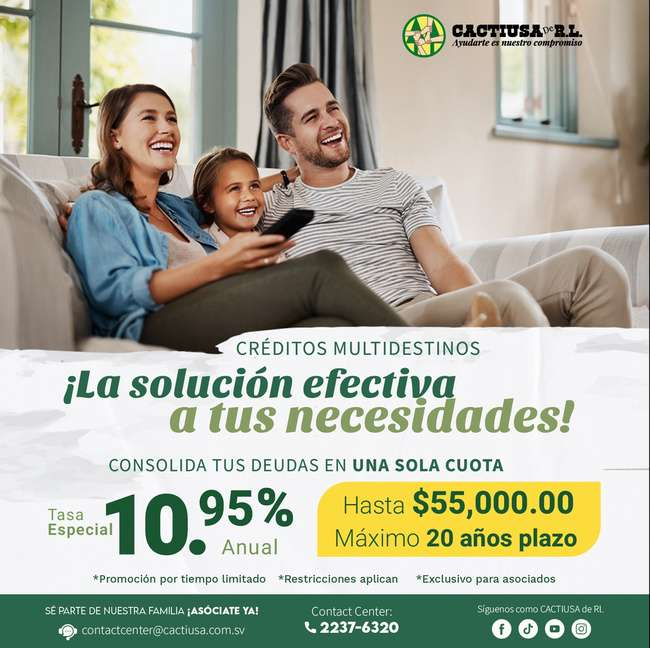 CACTIUSA De R.L.
Ayudarte es nuestro compromiso
CRÉDITOS MULTIDESTINOS
¡La solución efectiva
a tus necesidades!
CONSOLIDA TUS DEUDAS EN UNA SOLA CUOTA
Tasa
Especial
10.95%
Anual
Hasta $55,000.00
Máximo 20 años plazo
*Promoción por tiempo limitado *Restricciones aplican *Exclusivo para asociados
SÉ PARTE DE NUESTRA FAMILIA ¡ASÓCIATE YA!
contactcenter@cactiusa.com.sv
Contact Center:
2237-6320
Síguenos como CACTIUSA de RL